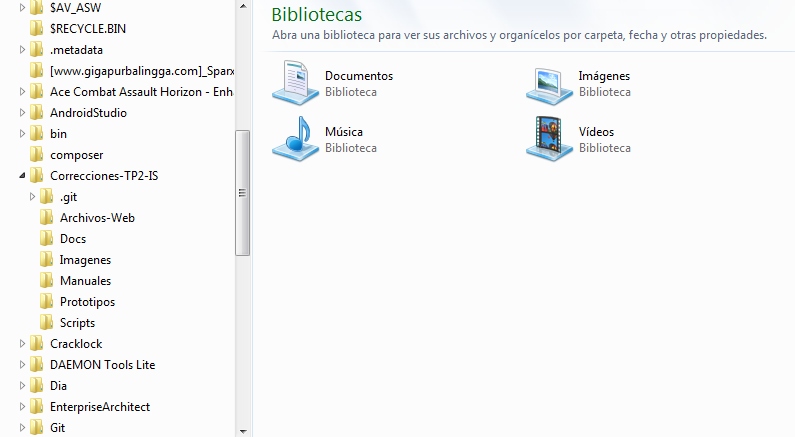 $AV_ASW
$RECYCLE.BIN
.metadata
[www.gigapurbalingga.com]_Sparx
Ace Combat Assault Horizon - Enha
AndroidStudio
bin
composer
Correcciones-TP2-IS
.git
Archivos-Web
Docs
Imagenes
Manuales
Prototipos
Scripts
Cracklock
DAEMON Tools Lite
Dia
EnterpriseArchitect
Git
Bibliotecas
Abra una biblioteca para ver sus archivos y organícelos por carpeta, fecha y otras propiedades.
Documentos
Biblioteca
Imágenes
Biblioteca
Música
Biblioteca
Vídeos
Biblioteca